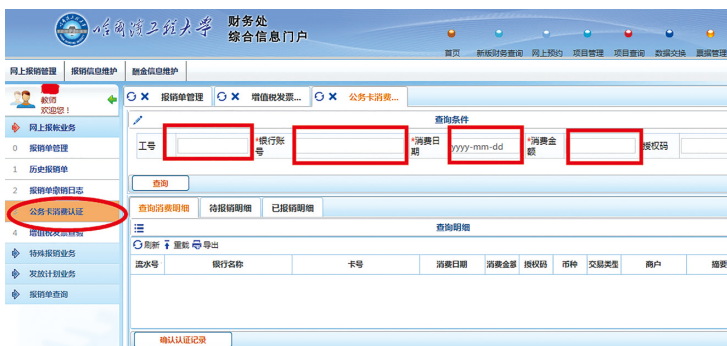 哈尔滨工程大学 财务处
综合信息门户
首页 新版财务查询 网上预约 项目管理 项目查询 数据交换 票据管理
网上报销管理 报销信息维护 酬金信息维护
教师
欢迎您！
报销单管理 增值税发票... 公务卡消费...
网上报帐业务
0 报销单管理
1 历史报销单
2 报销单撤销日志
公务卡消费认证
4 增值税发票查验
特殊报销业务
发放计划业务
报销单查询
查询条件
工号 *银行账号 *消费日期 yyyy-mm-dd *消费金额 授权码
查询
查询消费明细 待报销明细 已报销明细
查询明细
刷新 重载 导出
流水号 银行名称 卡号 消费日期 消费金额 授权码 币种 交易类型 商户 摘要
确认认证记录